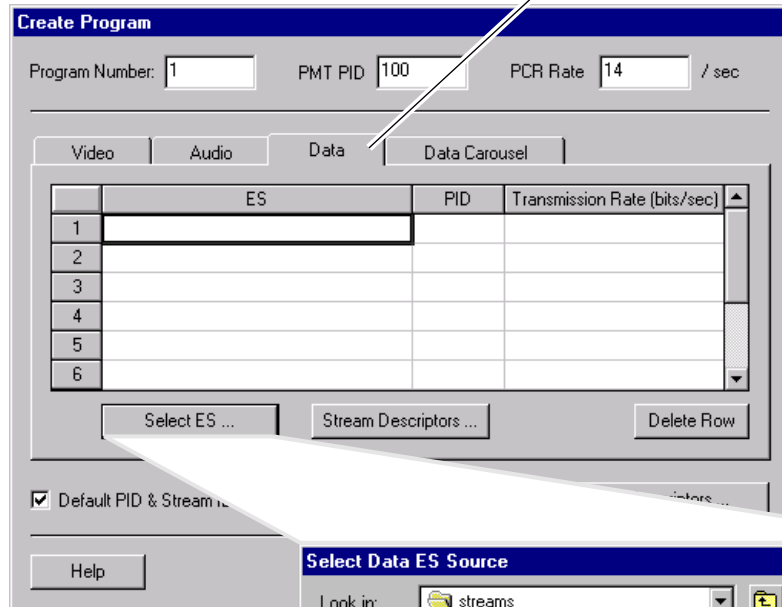 Create Program
Program Number: 1 PMT PID 100 PCR Rate 14 / sec
Video Audio Data Data Carousel
ES PID Transmission Rate (bits/sec)
1
2
3
4
5
6
Select ES ... Stream Descriptors ... Delete Row
Default PID & Stream
Help
Select Data ES Source
Look in: streams